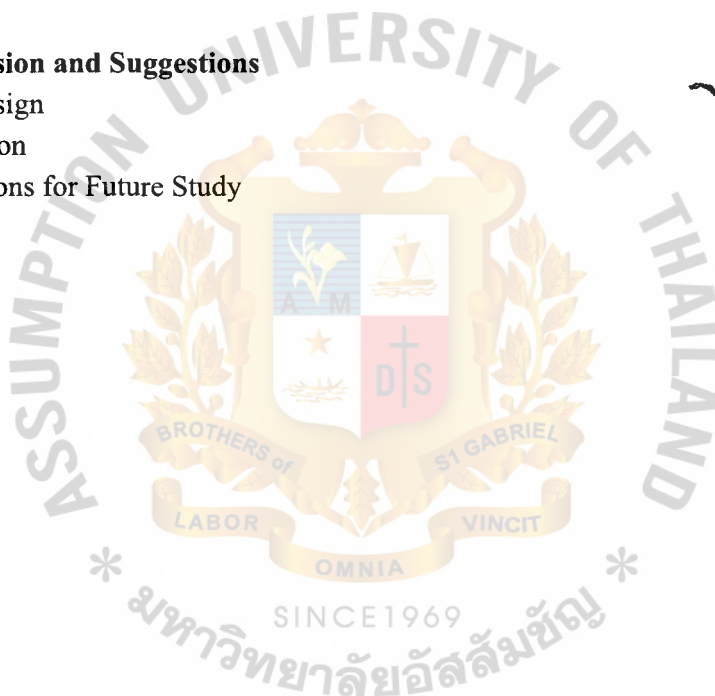 sion and Suggestions
sign
on
ons for Future Study
ASSUMPTION UNIVERSITY OF THAILAND
A M
D S
BROTHERS of
St GABRIEL
LABOR
VINCIT
OMNIA
SINCE1969
* มหาวิทยาลัยอัสสัมชัญ *